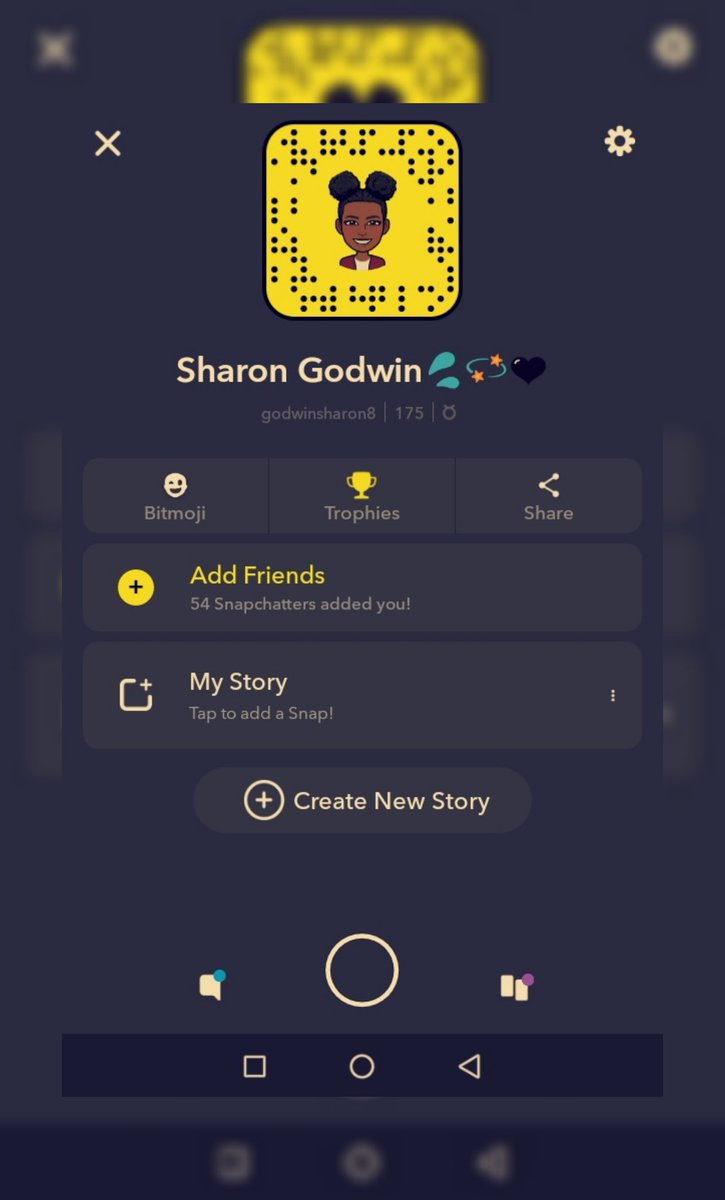 Sharon Godwin💦💫🖤
godwinsharon8 | 175 | ♉
Bitmoji
Trophies
Share
Add Friends
54 Snapchatters added you!
My Story
Tap to add a Snap!
Create New Story